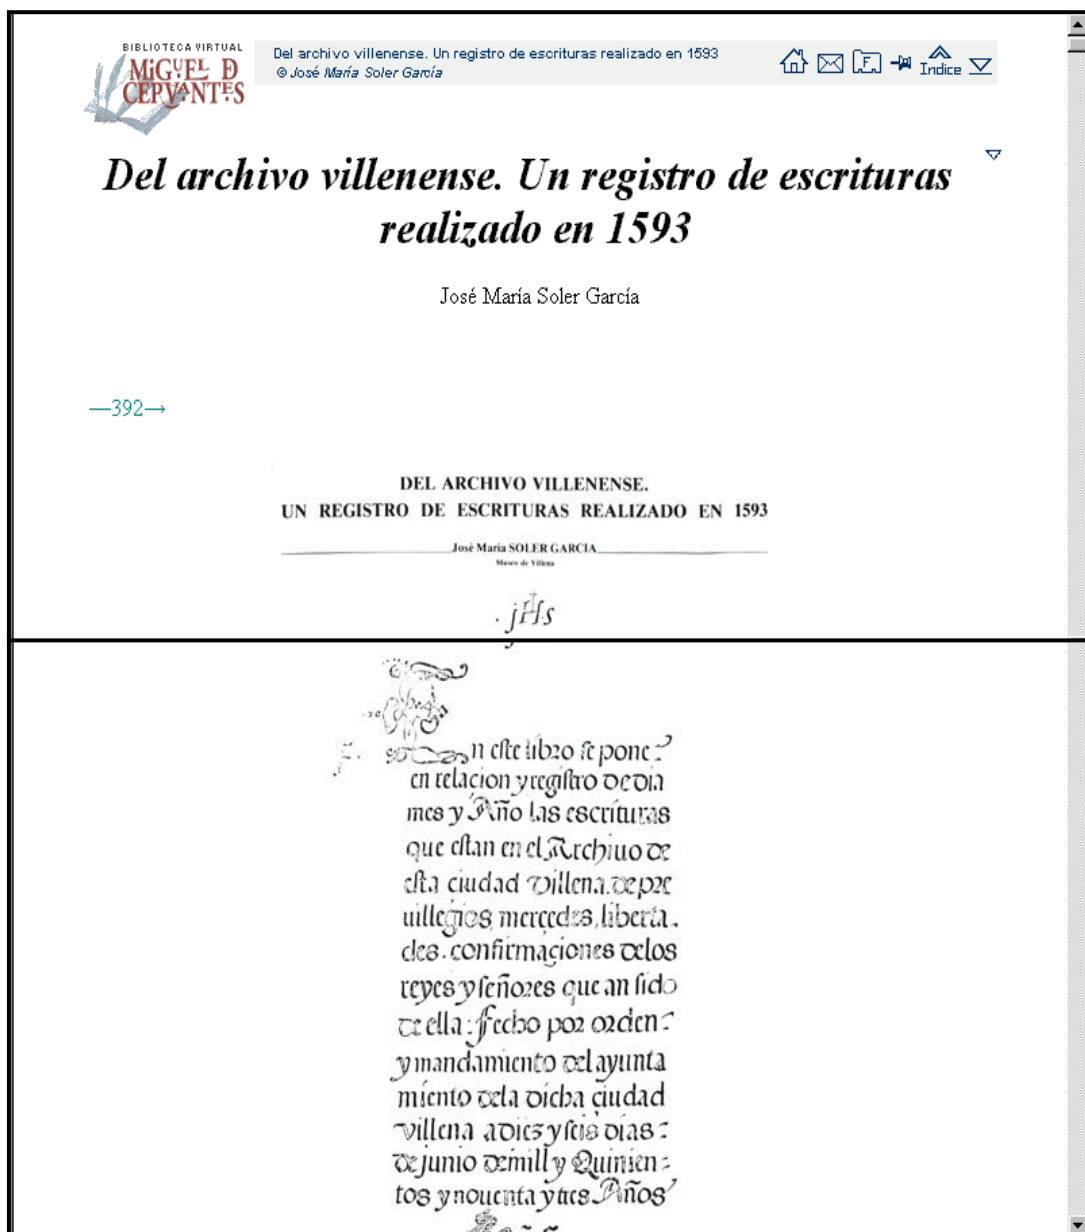 BIBLIOTECA VIRTUAL
MiGUEL D
CERVANTES
Del archivo villenense. Un registro de escrituras realizado en 1593
© José María Soler García
F
Indice
Del archivo villenense. Un registro de escrituras
realizado en 1593
José María Soler García
—392→
DEL ARCHIVO VILLENENSE.
UN REGISTRO DE ESCRITURAS REALIZADO EN 1593
José María SOLER GARCIA
Museo de Villena
. jHs
n este libro se pone
en relacion y registro de dia
mes y Año las escrituras
que estan en el Archiuo de
esta ciudad Villena. de pre
uillegios, mercedes, liberta.
des. confirmaçiones delos
reyes y señores que an sido
de ella: ffecho por orden:
y mandamiento del ayunta
miento dela dicha çiudad
villena a diez y seis dias:
de junio de mill y Quinien:
tos y nouenta y tres Años